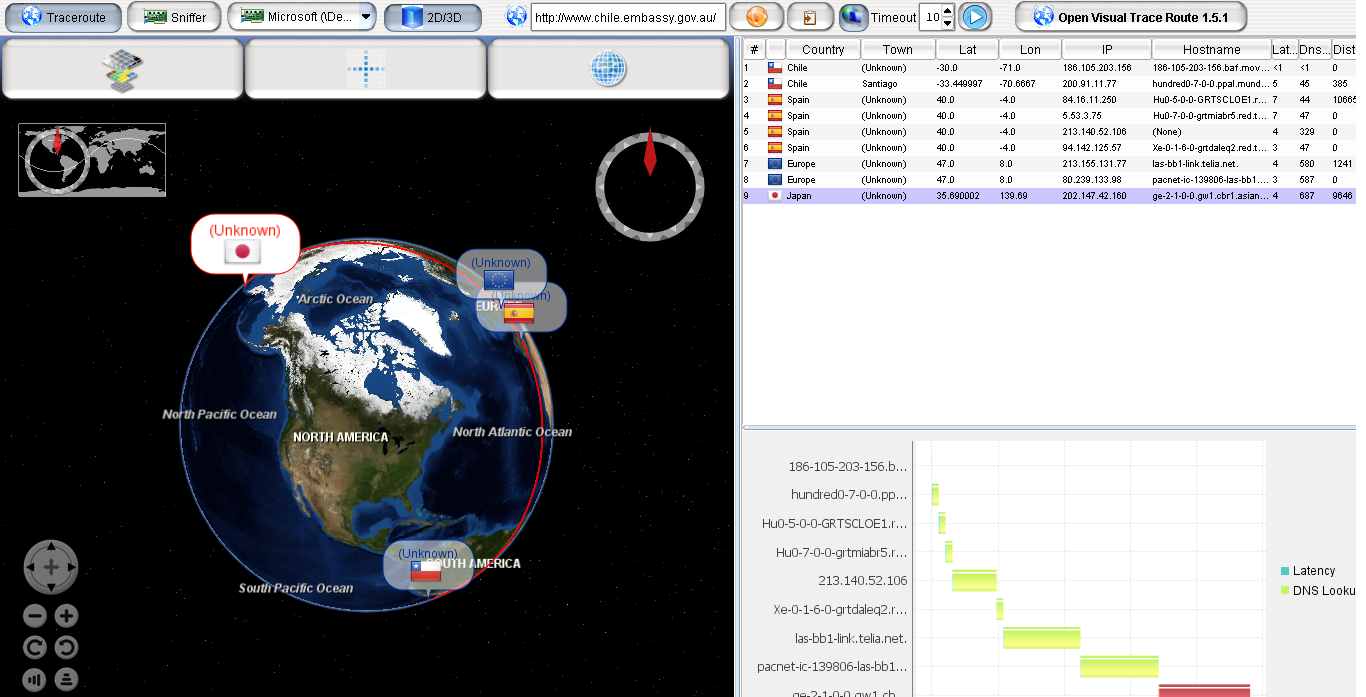 Traceroute Sniffer Microsoft (\De... 2D/3D http://www.chile.embassy.gov.au/ Timeout 10 Open Visual Trace Route 1.5.1
# Country Town Lat Lon IP Hostname Lat... Dns... Dist
1 Chile (Unknown) -30.0 -71.0 186.105.203.156 186-105-203-156.baf.mov... <1 <1 0
2 Chile Santiago -33.449997 -70.6667 200.91.11.77 hundred0-7-0-0.ppal.mund... 5 45 385
3 Spain (Unknown) 40.0 -4.0 84.16.11.250 Hu0-5-0-0-GRTSCLOE1.r... 7 44 10665
4 Spain (Unknown) 40.0 -4.0 5.53.3.75 Hu0-7-0-0-grtmiabr5.red.t... 7 47 0
5 Spain (Unknown) 40.0 -4.0 213.140.52.106 (None) 4 329 0
6 Spain (Unknown) 40.0 -4.0 94.142.125.57 Xe-0-1-6-0-grtdaleq2.red.t... 3 47 0
7 Europe (Unknown) 47.0 8.0 213.155.131.77 las-bb1-link.telia.net. 4 580 1241
8 Europe (Unknown) 47.0 8.0 80.239.133.98 pacnet-ic-139806-las-bb1.... 3 587 0
9 Japan (Unknown) 35.690002 139.69 202.147.42.160 ge-2-1-0-0.gw1.cbr1.asian... 4 687 9646
(Unknown)
(Unknown)
(Unknown)
Arctic Ocean
North Pacific Ocean
NORTH AMERICA
North Atlantic Ocean
(Unknown)
SOUTH AMERICA
South Pacific Ocean
186-105-203-156.b...
hundred0-7-0-0.pp...
Hu0-5-0-0-GRTSCLOE1.r...
Hu0-7-0-0-grtmiabr5.r...
213.140.52.106
Xe-0-1-6-0-grtdaleq2.r...
las-bb1-link.telia.net.
pacnet-ic-139806-las-bb1...
ge-2-1-0-0.gw1.cb...
Latency
DNS Looku